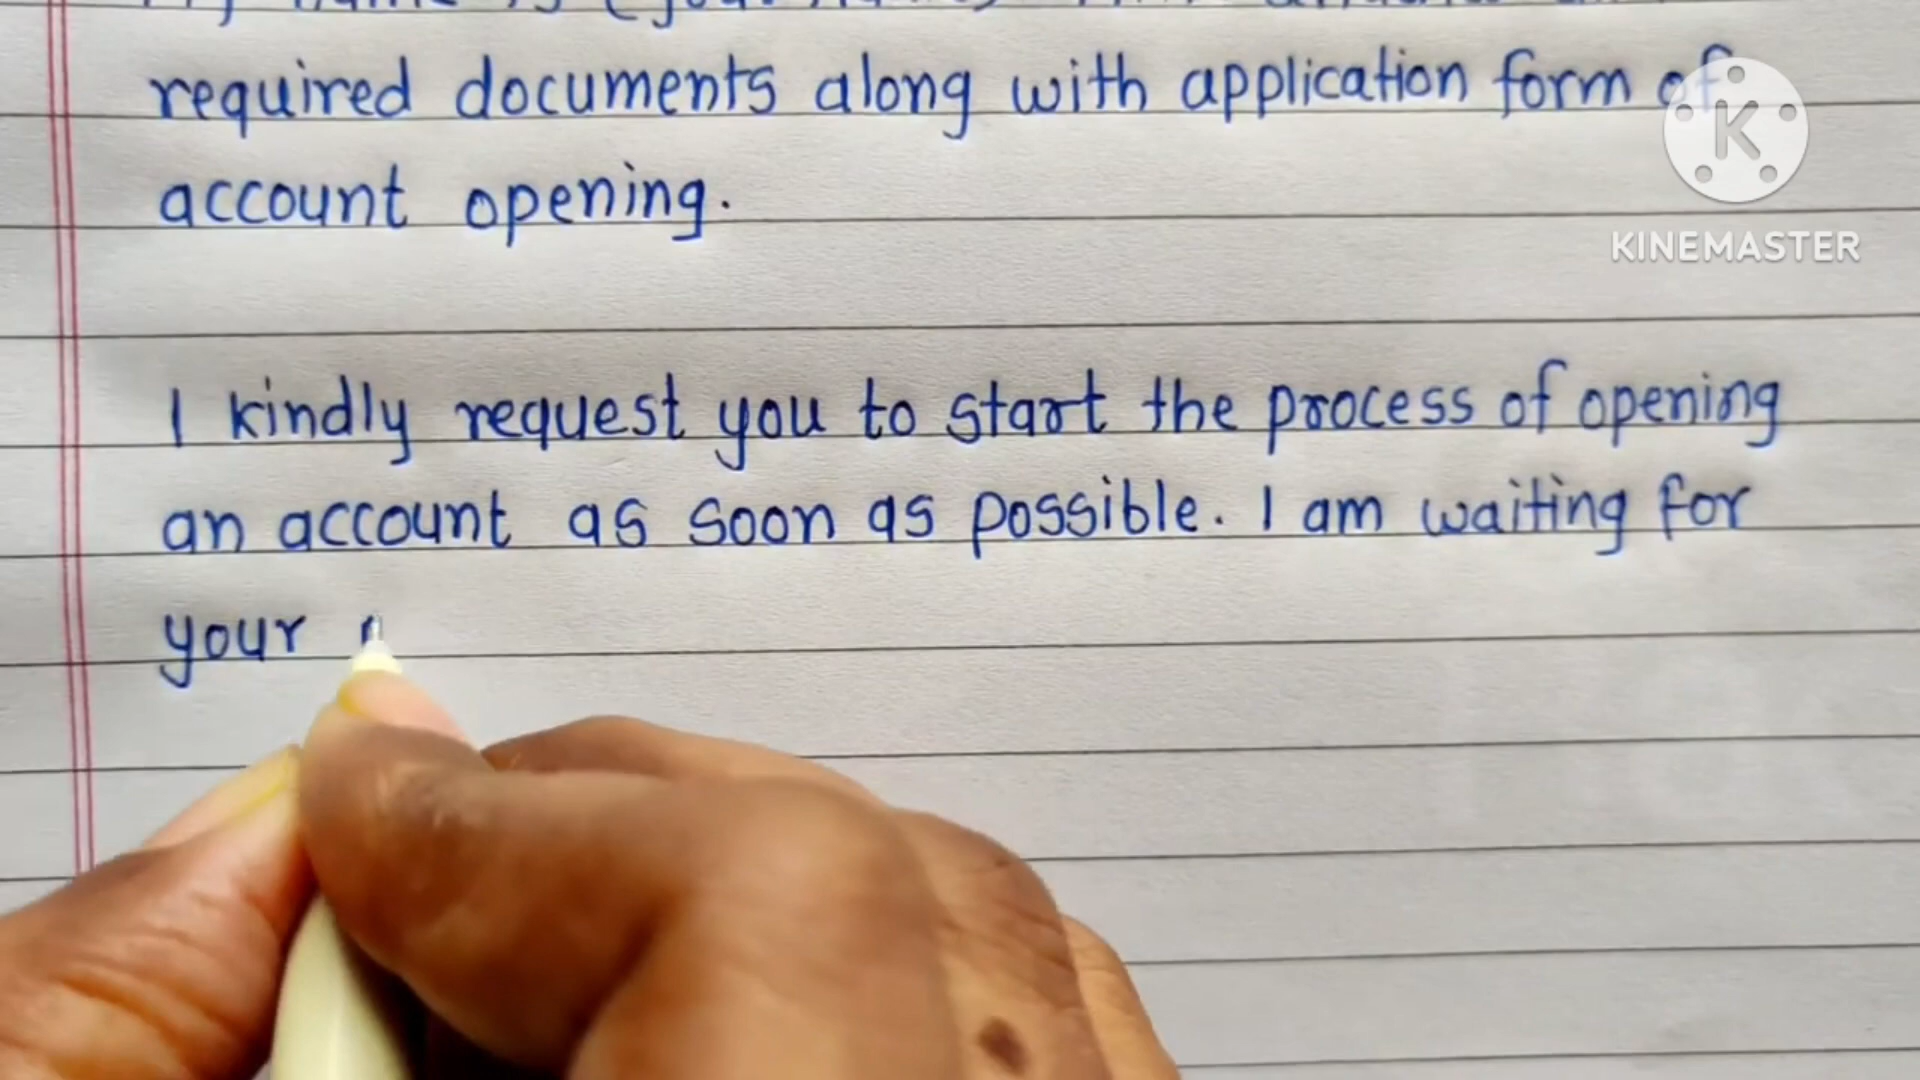 required documents along with application form of
account opening.
I kindly request you to start the process of opening
an account as soon as possible. I am waiting for
your
K
KINEMASTER